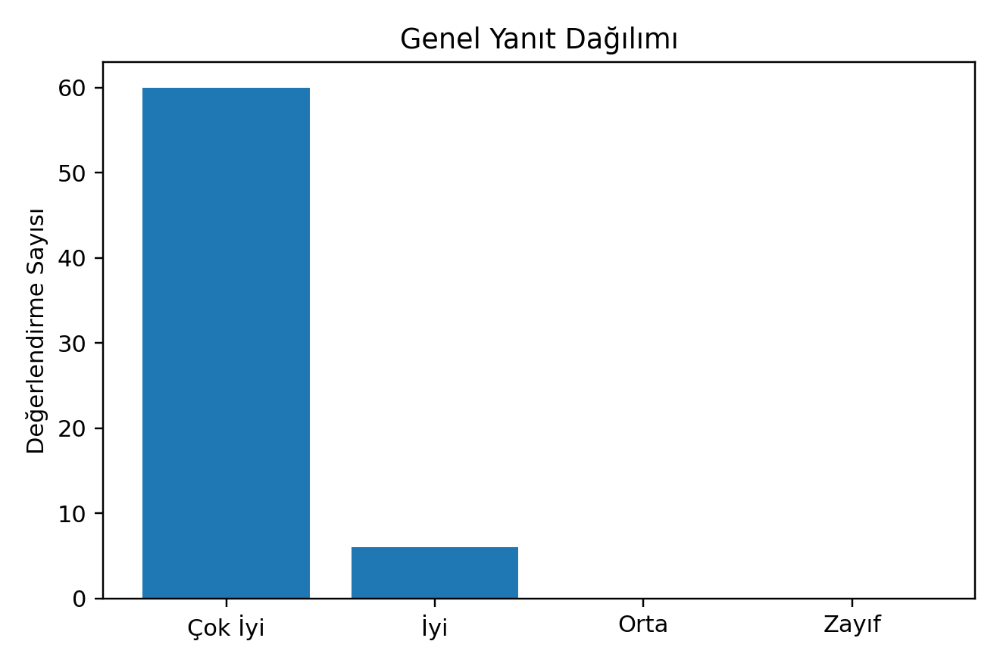 Genel Yanıt Dağılımı
Değerlendirme Sayısı
60
50
40
30
20
10
0
Çok İyi
İyi
Orta
Zayıf